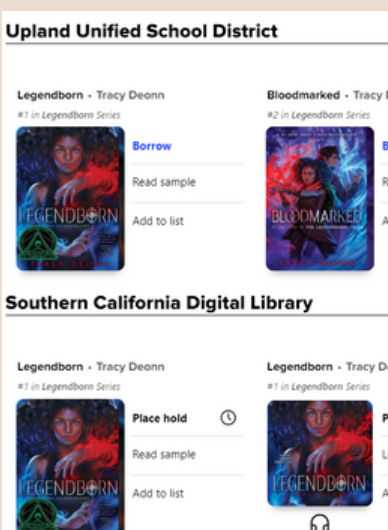 Upland Unified School District
Legendborn • Tracy Deonn
#1 in Legendborn Series
Borrow
Read sample
Add to list
LEGENDBORN
TRACY DEONN
Bloodmarked • Tracy
#2 in Legendborn Series
BLOODMARKED
Southern California Digital Library
Legendborn • Tracy Deonn
#1 in Legendborn Series
Place hold
Read sample
Add to list
LEGENDBORN
Legendborn • Tracy
#1 in Legendborn Series
LEGENDBORN